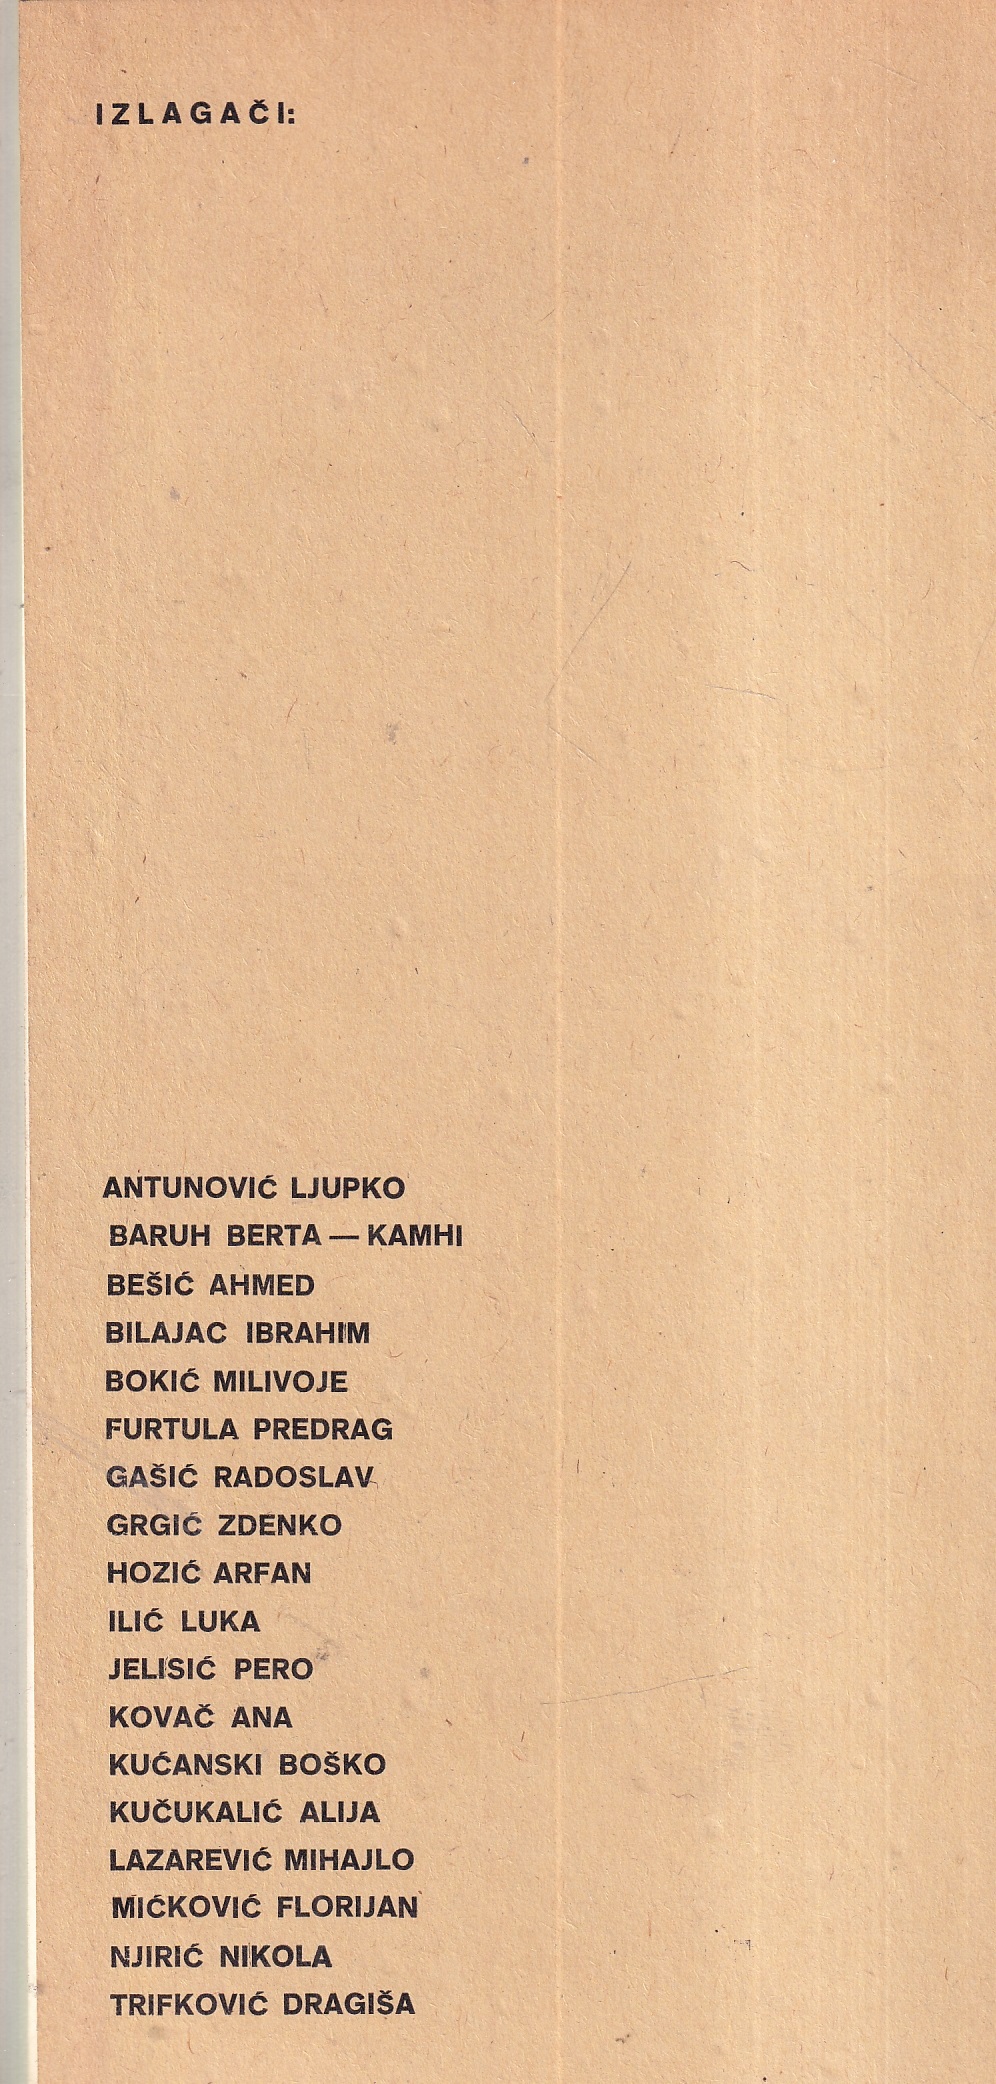 IZLAGAČI:
ANTUNOVIĆ LJUPKO
BARUH BERTA — KAMHI
BEŠIĆ AHMED
BILAJAC IBRAHIM
BOKIĆ MILIVOJE
FURTULA PREDRAG
GAŠIĆ RADOSLAV
GRGIĆ ZDENKO
HOZIĆ ARFAN
ILIĆ LUKA
JELISIĆ PERO
KOVAČ ANA
KUĆANSKI BOŠKO
KUČUKALIĆ ALIJA
LAZAREVIĆ MIHAJLO
MIĆKOVIĆ FLORIJAN
NJIRIĆ NIKOLA
TRIFKOVIĆ DRAGIŠA